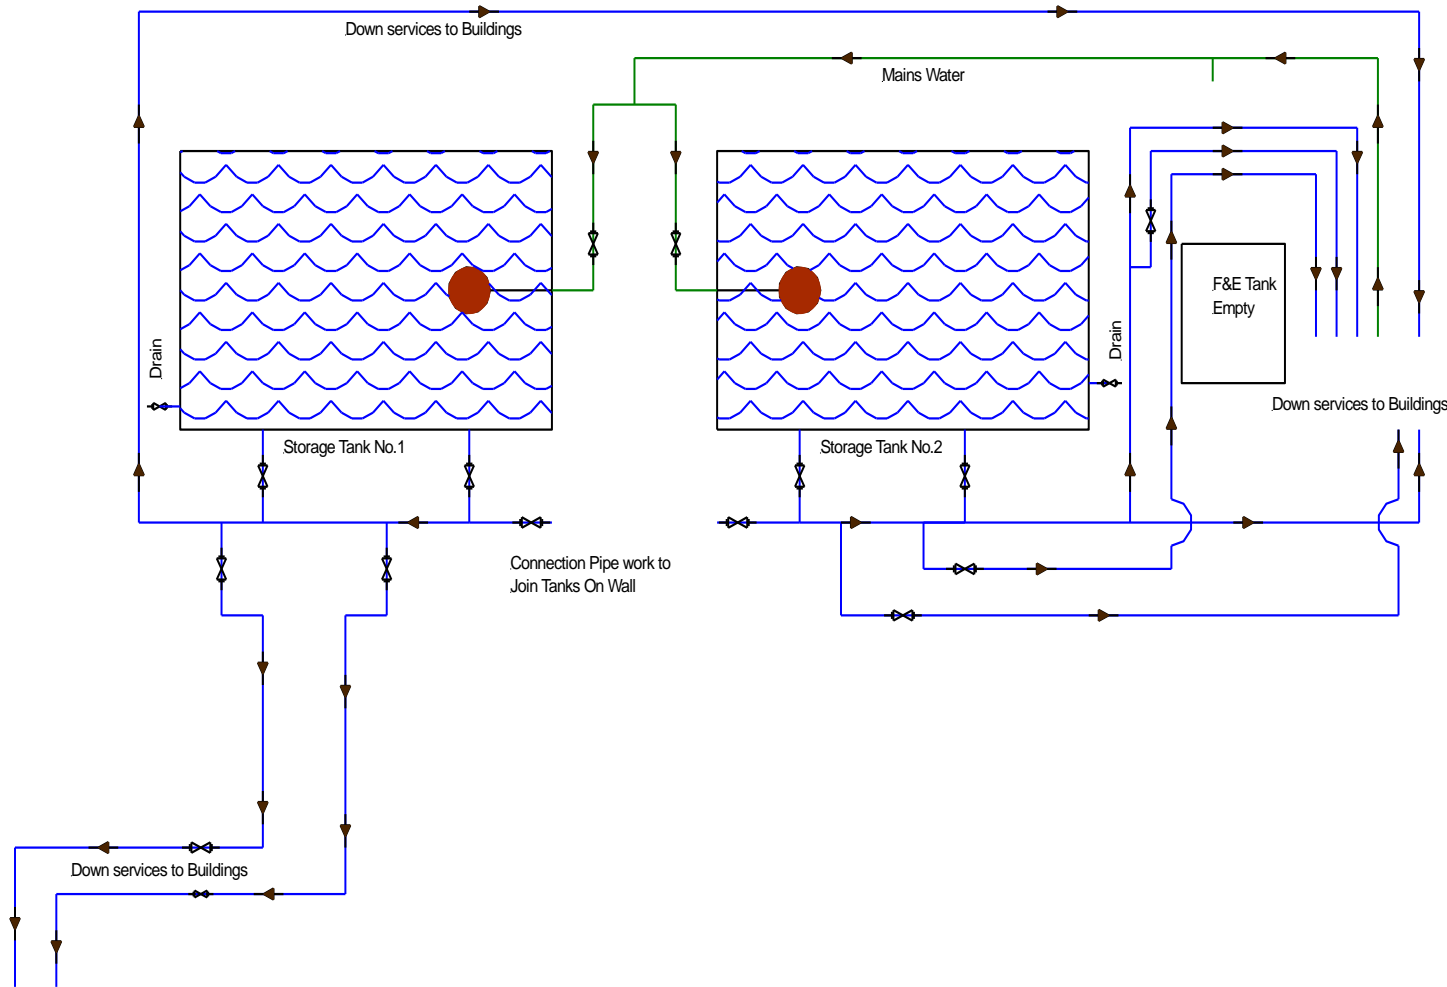 Down services to Buildings
Mains Water
F&E Tank
Empty
Drain
Drain
Down services to Buildings
Storage Tank No.1
Storage Tank No.2
Connection Pipe work to
Join Tanks On Wall
Down services to Buildings